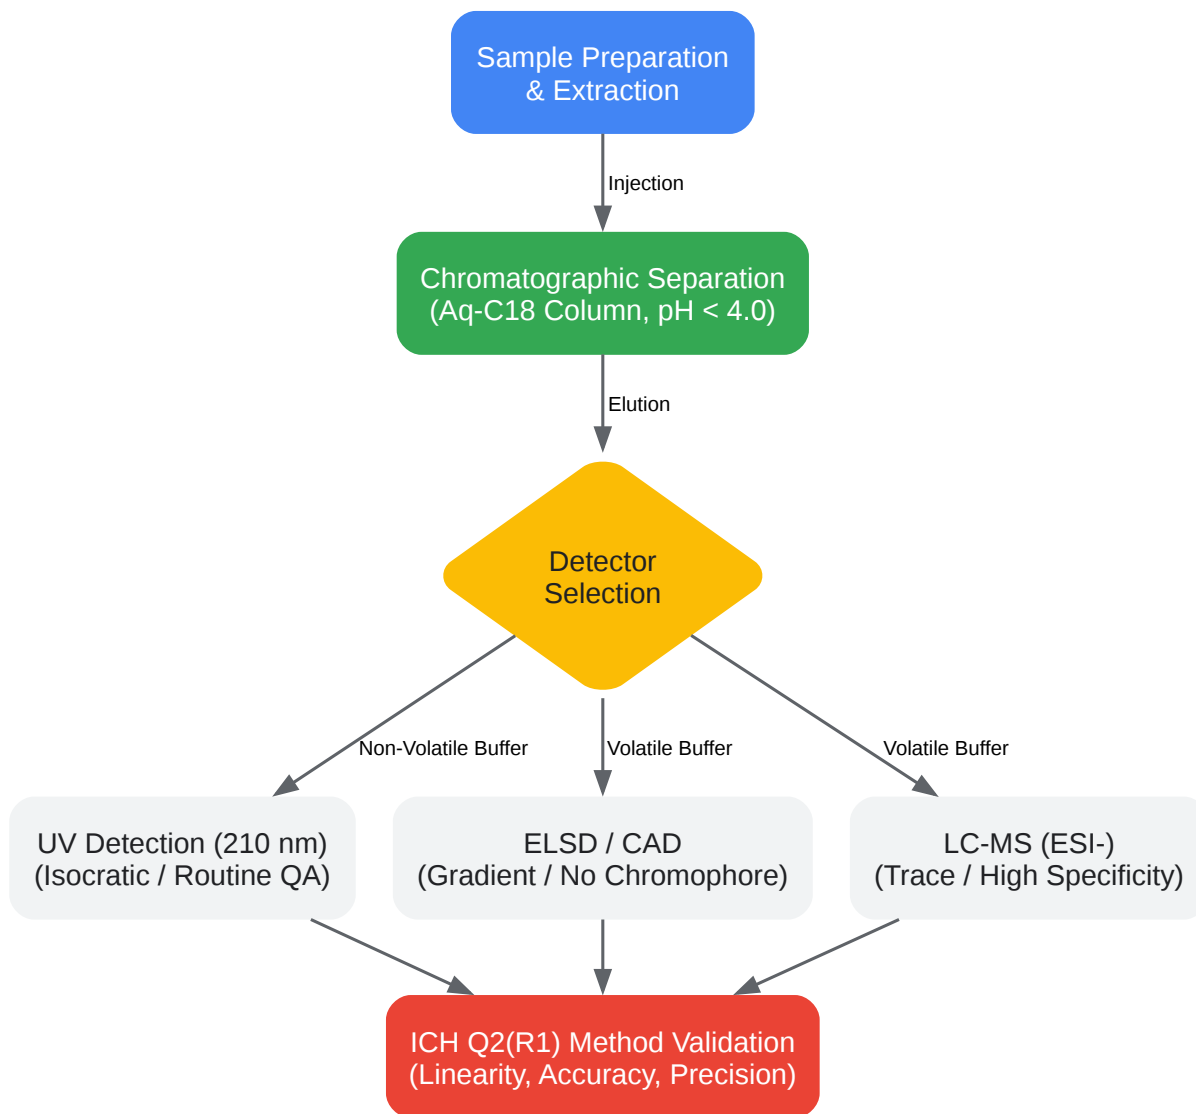 Sample Preparation
& Extraction
Injection
Chromatographic Separation
(Aq-C18 Column, pH < 4.0)
Elution
Detector
Selection
Non-Volatile Buffer
Volatile Buffer
Volatile Buffer
UV Detection (210 nm)
(Isocratic / Routine QA)
ELSD / CAD
(Gradient / No Chromophore)
LC-MS (ESI-)
(Trace / High Specificity)
ICH Q2(R1) Method Validation
(Linearity, Accuracy, Precision)